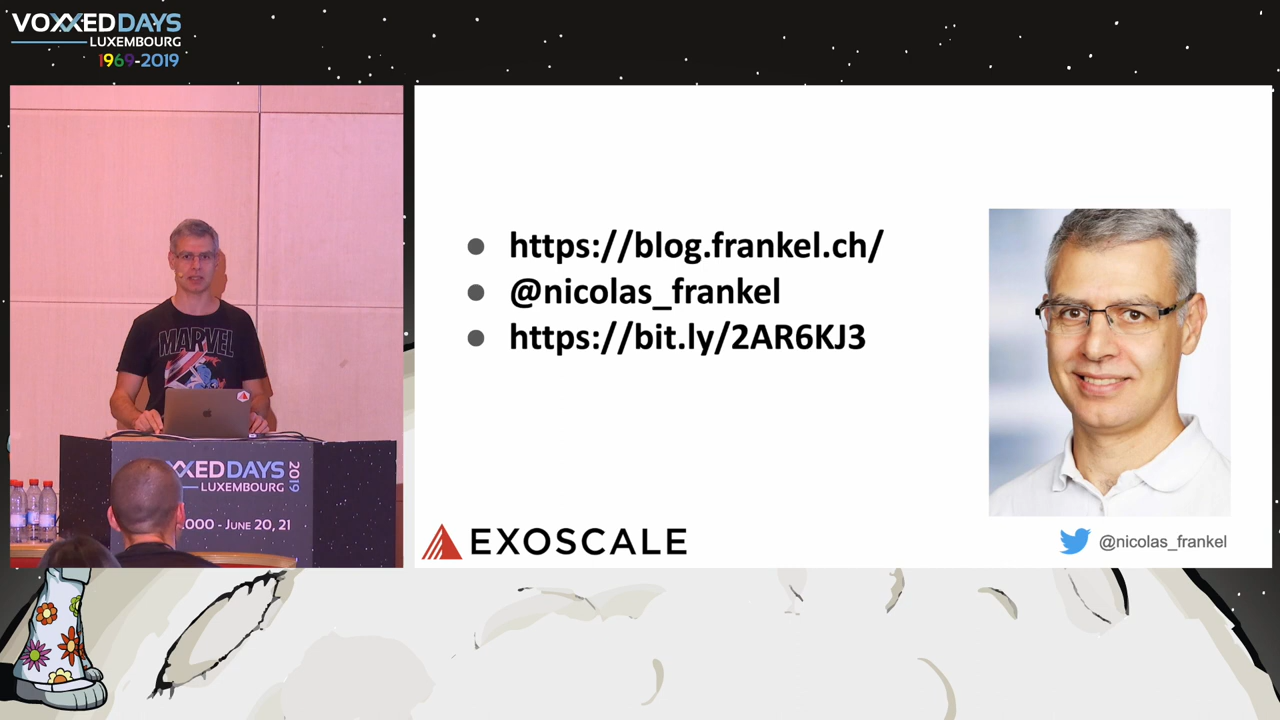 VOXXEDDAYS
LUXEMBOURG
1969-2019
MARVEL
XXEDDAYS
LUXEMBOURG
2019
000 - JUNE 20, 21
https://blog.frankel.ch/
@nicolas_frankel
https://bit.ly/2AR6KJ3
EXOSCALE
@nicolas_frankel